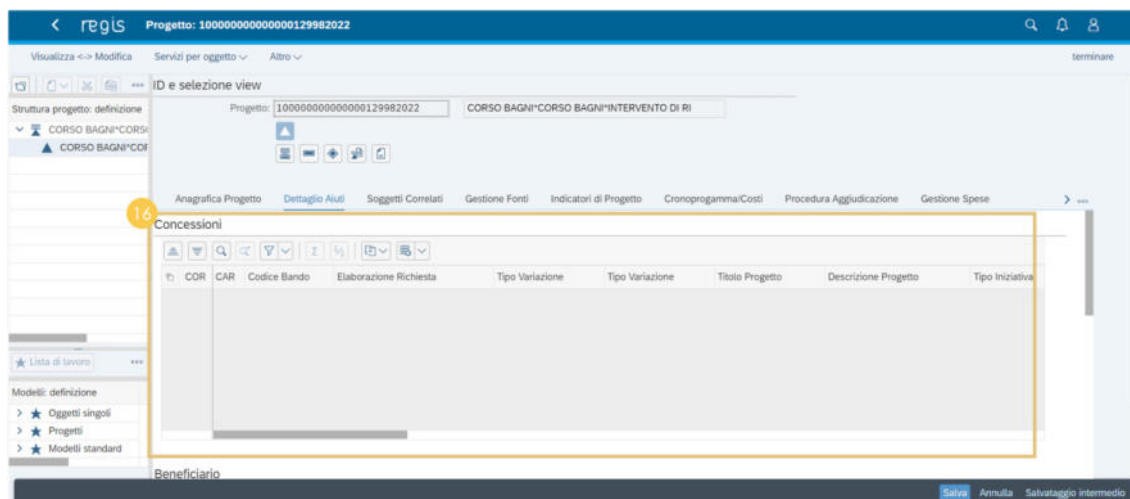 regis Progetto: 100000000000000129982022
Visualizza <-> Modifica Servizi per oggetto Altro terminare
ID e selezione view
Struttura progetto: definizione
Progetto: 100000000000000129982022 CORSO BAGNI*CORSO BAGNI*INTERVENTO DI RI
CORSO BAGNI*CORS
CORSO BAGNI*COF
Anagrafica Progetto Dettaglio Aiuti Soggetti Correlati Gestione Fonti Indicatori di Progetto Cronoprogramma/Costi Procedura Aggiudicazione Gestione Spese
16
Concessioni
COR CAR Codice Bando Elaborazione Richiesta Tipo Variazione Tipo Variazione Titolo Progetto Descrizione Progetto Tipo Iniziativa
Lista di lavoro
Modelli: definizione
Oggetti singoli
Progetti
Modelli standard
Beneficiario
Salva Annulla Salvataggio intermedio